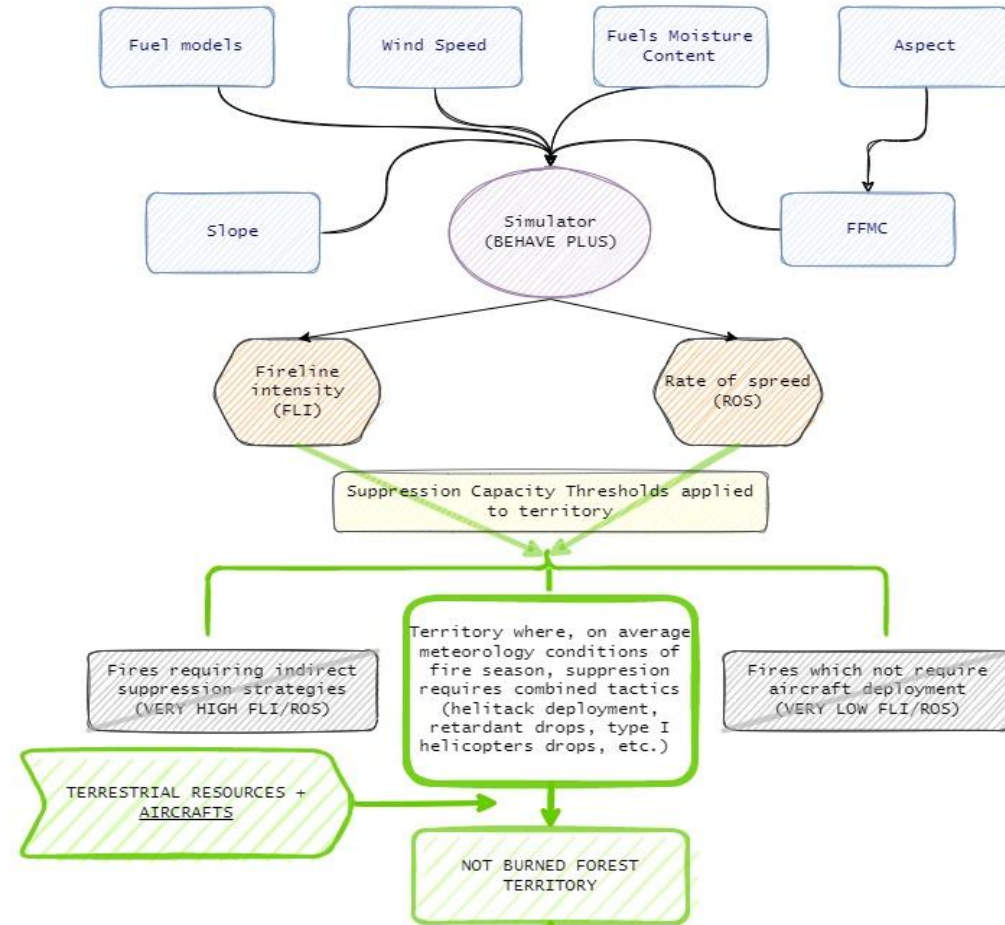 Fuel models
Wind Speed
Fuels Moisture
Content
Aspect
Slope
Simulator
(BEHAVE PLUS)
FFMC
Fireline
intensity
(FLI)
Rate of spreed
(ROS)
Suppression Capacity Thresholds applied
to territory
Fires requiring indirect
suppression strategies
(VERY HIGH FLI/ROS)
Territory where, on average
meteorology conditions of
fire season, suppresion
requires combined tactics
(helitack deployment,
retardant drops, type I
helicopters drops, etc.)
Fires which not require
aircraft deployment
(VERY LOW FLI/ROS)
TERRESTRIAL RESOURCES +
AIRCRAFTS
NOT BURNED FOREST
TERRITORY